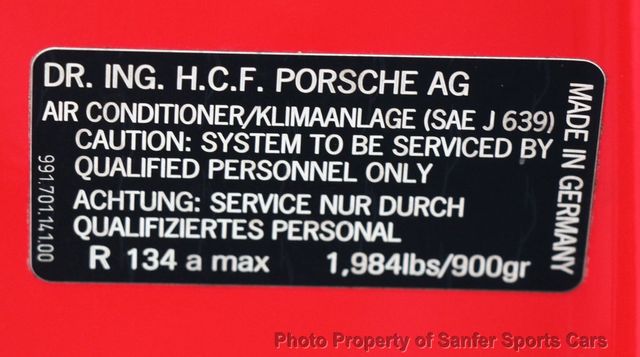 DR. ING. H.C.F. PORSCHE AG
AIR CONDITIONER/KLIMAANLAGE (SAE J 639)
CAUTION: SYSTEM TO BE SERVICED BY
QUALIFIED PERSONNEL ONLY
ACHTUNG: SERVICE NUR DURCH
QUALIFIZIERTES PERSONAL
R 134 a max 1,984lbs/900gr
MADE IN GERMANY
991.701.141.00
Photo Property of Sanfer Sports Cars